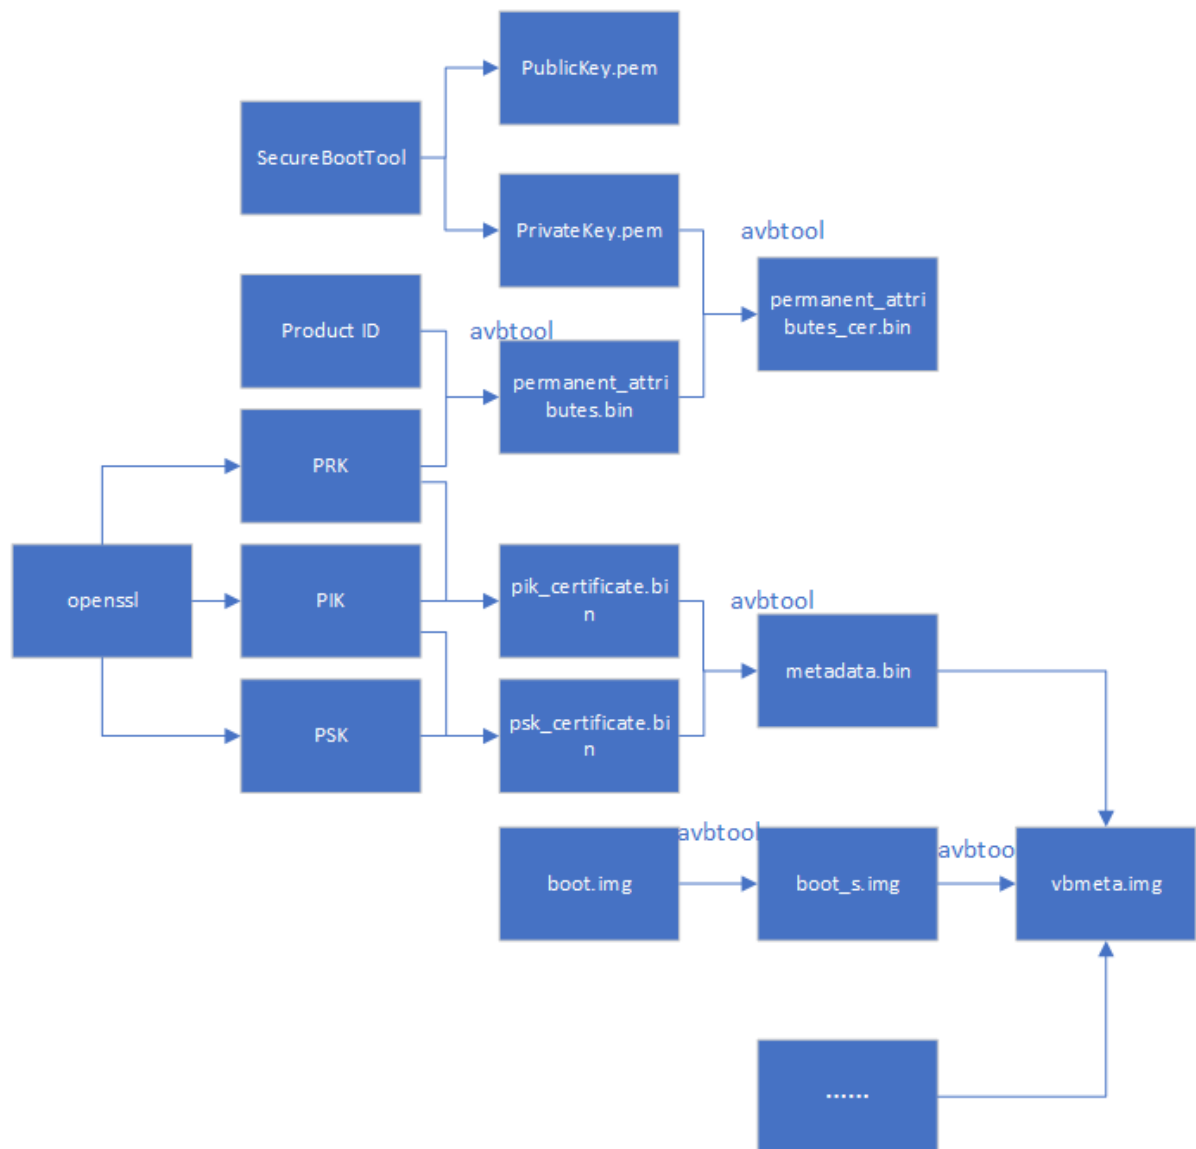 PublicKey.pem
SecureBootTool
PrivateKey.pem
avbtool
permanent_attri
butes_cer.bin
Product ID
avbtool
permanent_attri
butes.bin
PRK
openssl
PIK
pik_certificate.bi
n
avbtool
metadata.bin
PSK
psk_certificate.bi
n
boot.img
avbtool
boot_s.img
avbtool
vbmeta.img
......